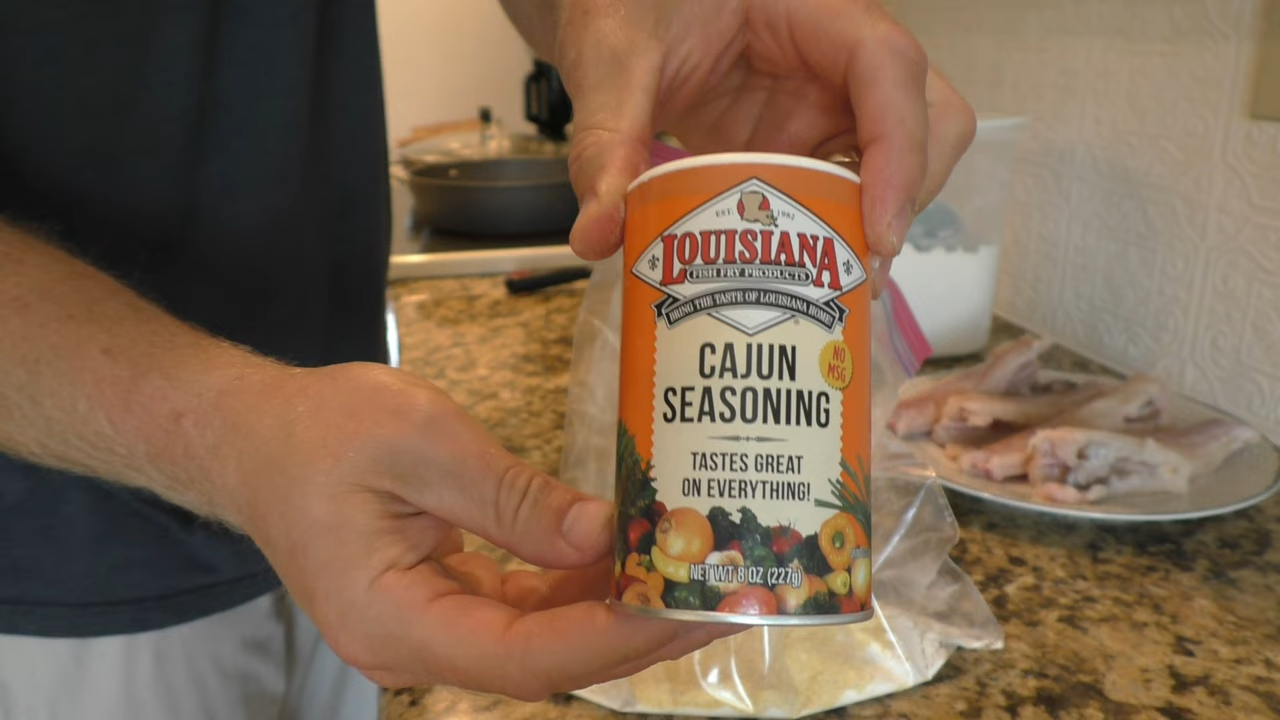 EST. 1982
LOUISIANA
FISH FRY PRODUCTS
BRING THE TASTE OF LOUISIANA HOME!
CAJUN
SEASONING
NO
MSG
TASTES GREAT
ON EVERYTHING!
NET WT 8 OZ (227g)